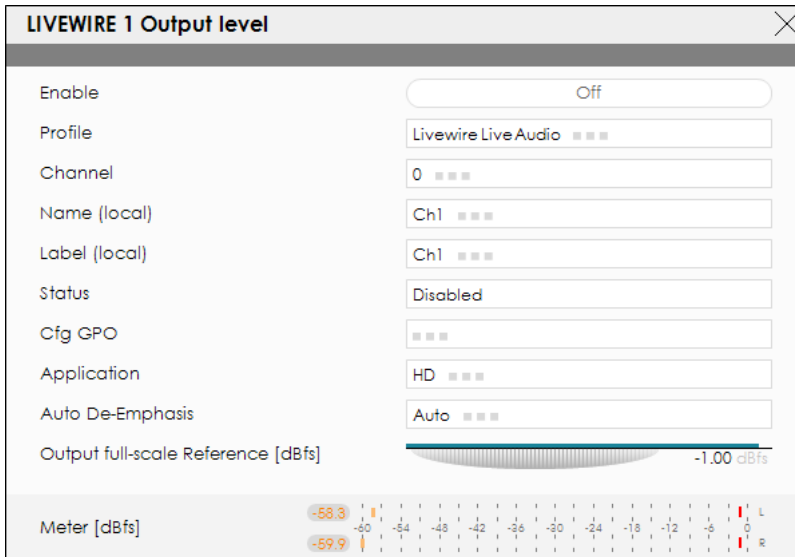 LIVEWIRE 1 Output level
Enable Off
Profile Livewire Live Audio
Channel 0
Name (local) Ch1
Label (local) Ch1
Status Disabled
Cfg GPO
Application HD
Auto De-Emphasis Auto
Output full-scale Reference [dBfs] -1.00 dBfs
Meter [dBfs]
-58.3 L
-60 -54 -48 -42 -36 -30 -24 -18 -12 -6 0
-59.9 R